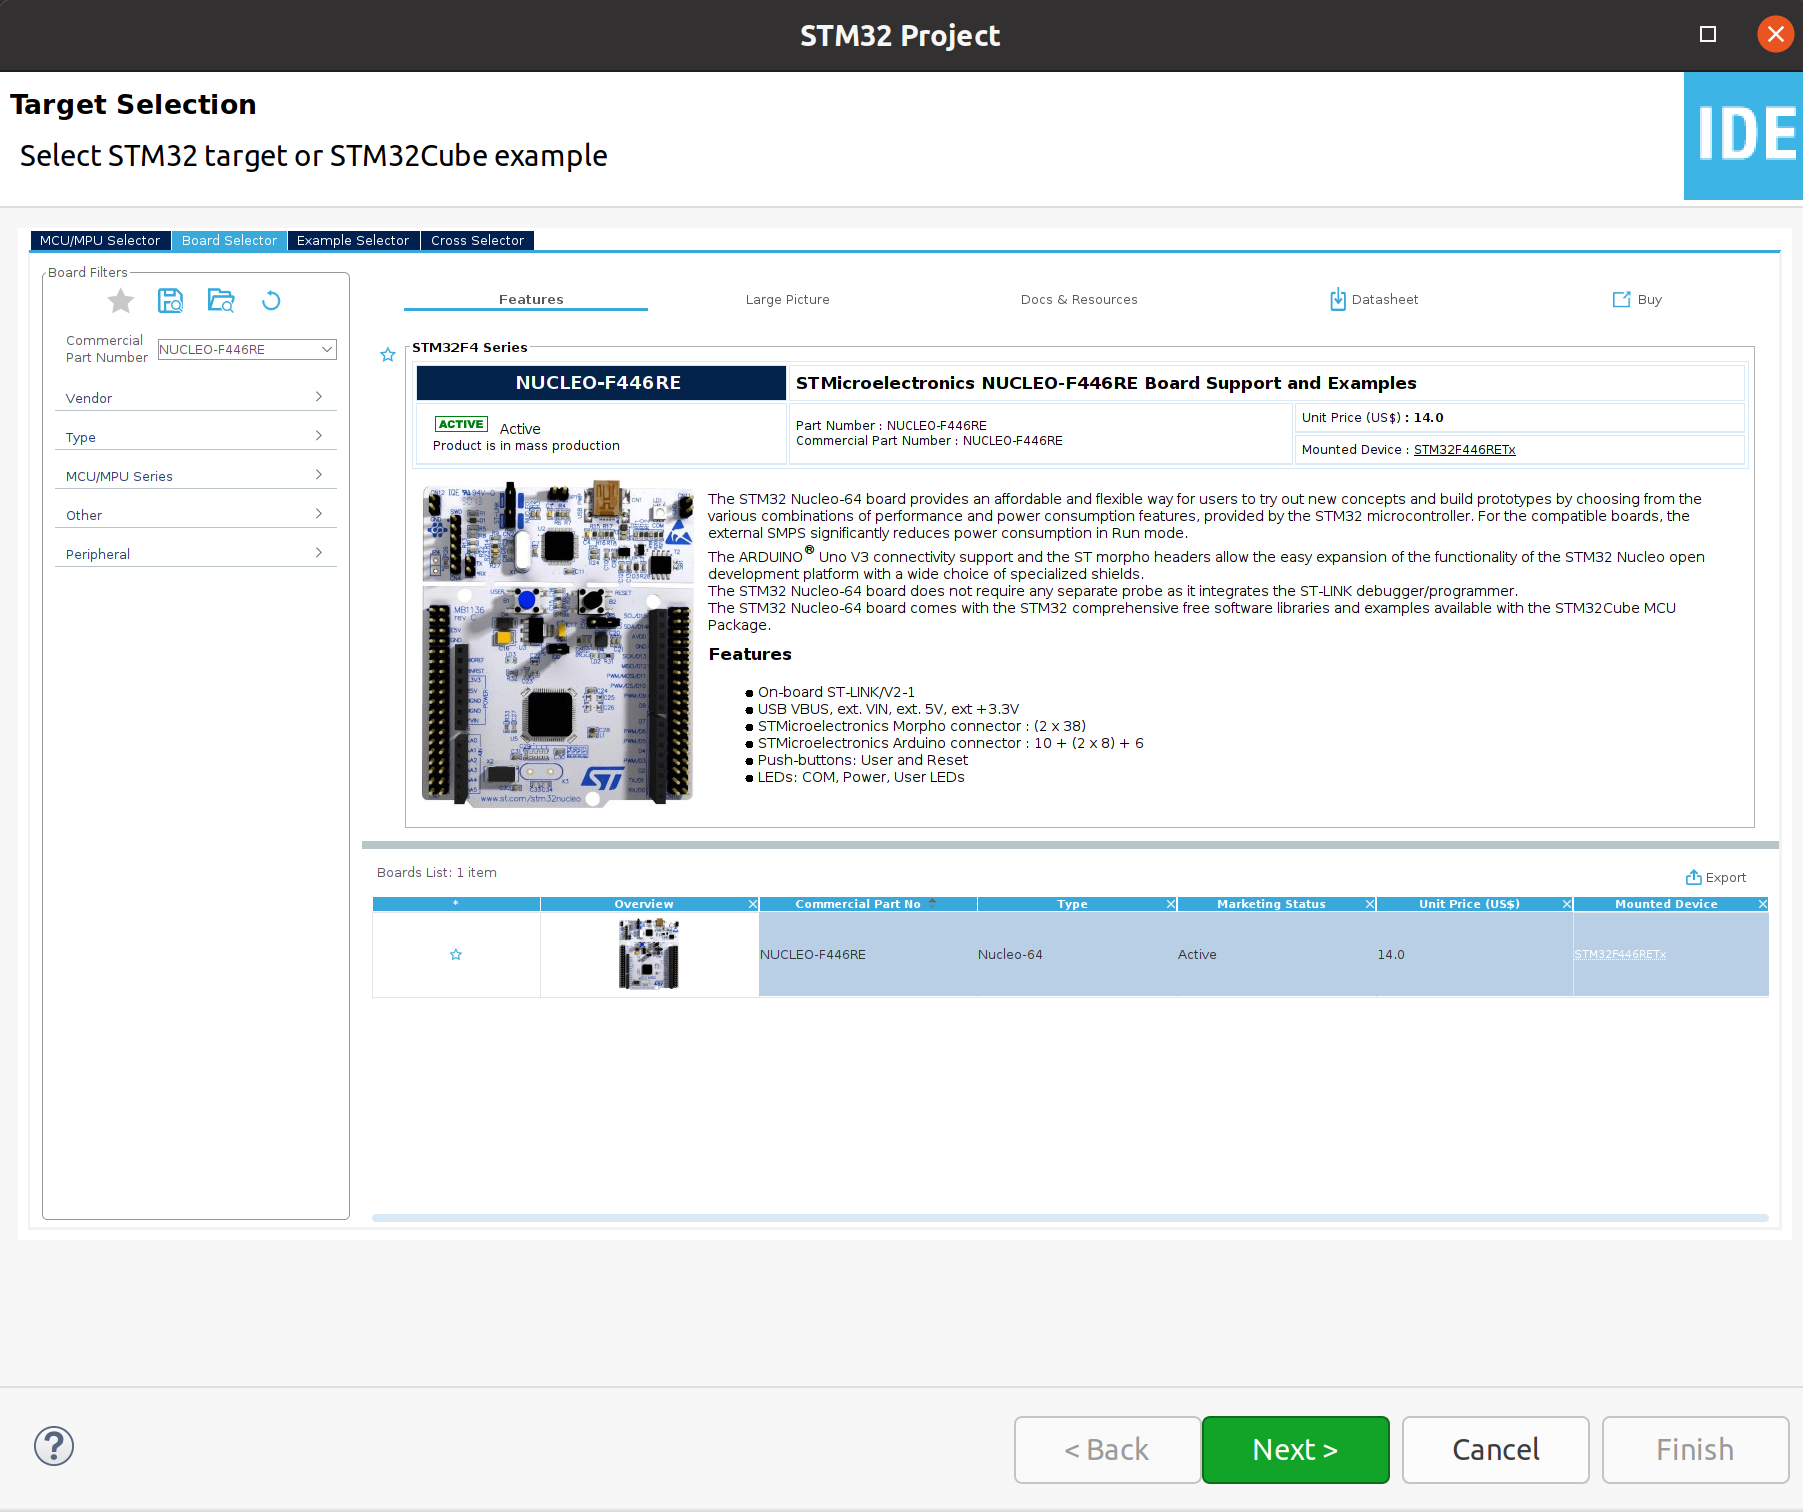 STM32 Project
Target Selection
Select STM32 target or STM32Cube example
IDE
MCU/MPU Selector
Board Selector
Example Selector
Cross Selector
Board Filters
Commercial
Part Number
NUCLEO-F446RE
Vendor
Type
MCU/MPU Series
Other
Peripheral
Features
Large Picture
Docs & Resources
Datasheet
Buy
STM32F4 Series
NUCLEO-F446RE
STMicroelectronics NUCLEO-F446RE Board Support and Examples
ACTIVE Active
Product is in mass production
Part Number : NUCLEO-F446RE
Commercial Part Number : NUCLEO-F446RE
Unit Price (US$) : 14.0
Mounted Device : STM32F446RETx
USER
RESET
MB1136
rev C
ST
www.st.com/stm32nucleo
The STM32 Nucleo-64 board provides an affordable and flexible way for users to try out new concepts and build prototypes by choosing from the
various combinations of performance and power consumption features, provided by the STM32 microcontroller. For the compatible boards, the
external SMPS significantly reduces power consumption in Run mode.
The ARDUINO® Uno V3 connectivity support and the ST morpho headers allow the easy expansion of the functionality of the STM32 Nucleo open
development platform with a wide choice of specialized shields.
The STM32 Nucleo-64 board does not require any separate probe as it integrates the ST-LINK debugger/programmer.
The STM32 Nucleo-64 board comes with the STM32 comprehensive free software libraries and examples available with the STM32Cube MCU
Package.
Features
● On-board ST-LINK/V2-1
● USB VBUS, ext. VIN, ext. 5V, ext +3.3V
● STMicroelectronics Morpho connector : (2 x 38)
● STMicroelectronics Arduino connector : 10 + (2 x 8) + 6
● Push-buttons: User and Reset
● LEDs: COM, Power, User LEDs
Boards List: 1 item
Export
* Overview Commercial Part No Type Marketing Status Unit Price (US$) Mounted Device
NUCLEO-F446RE Nucleo-64 Active 14.0 STM32F446RETx
? < Back Next > Cancel Finish